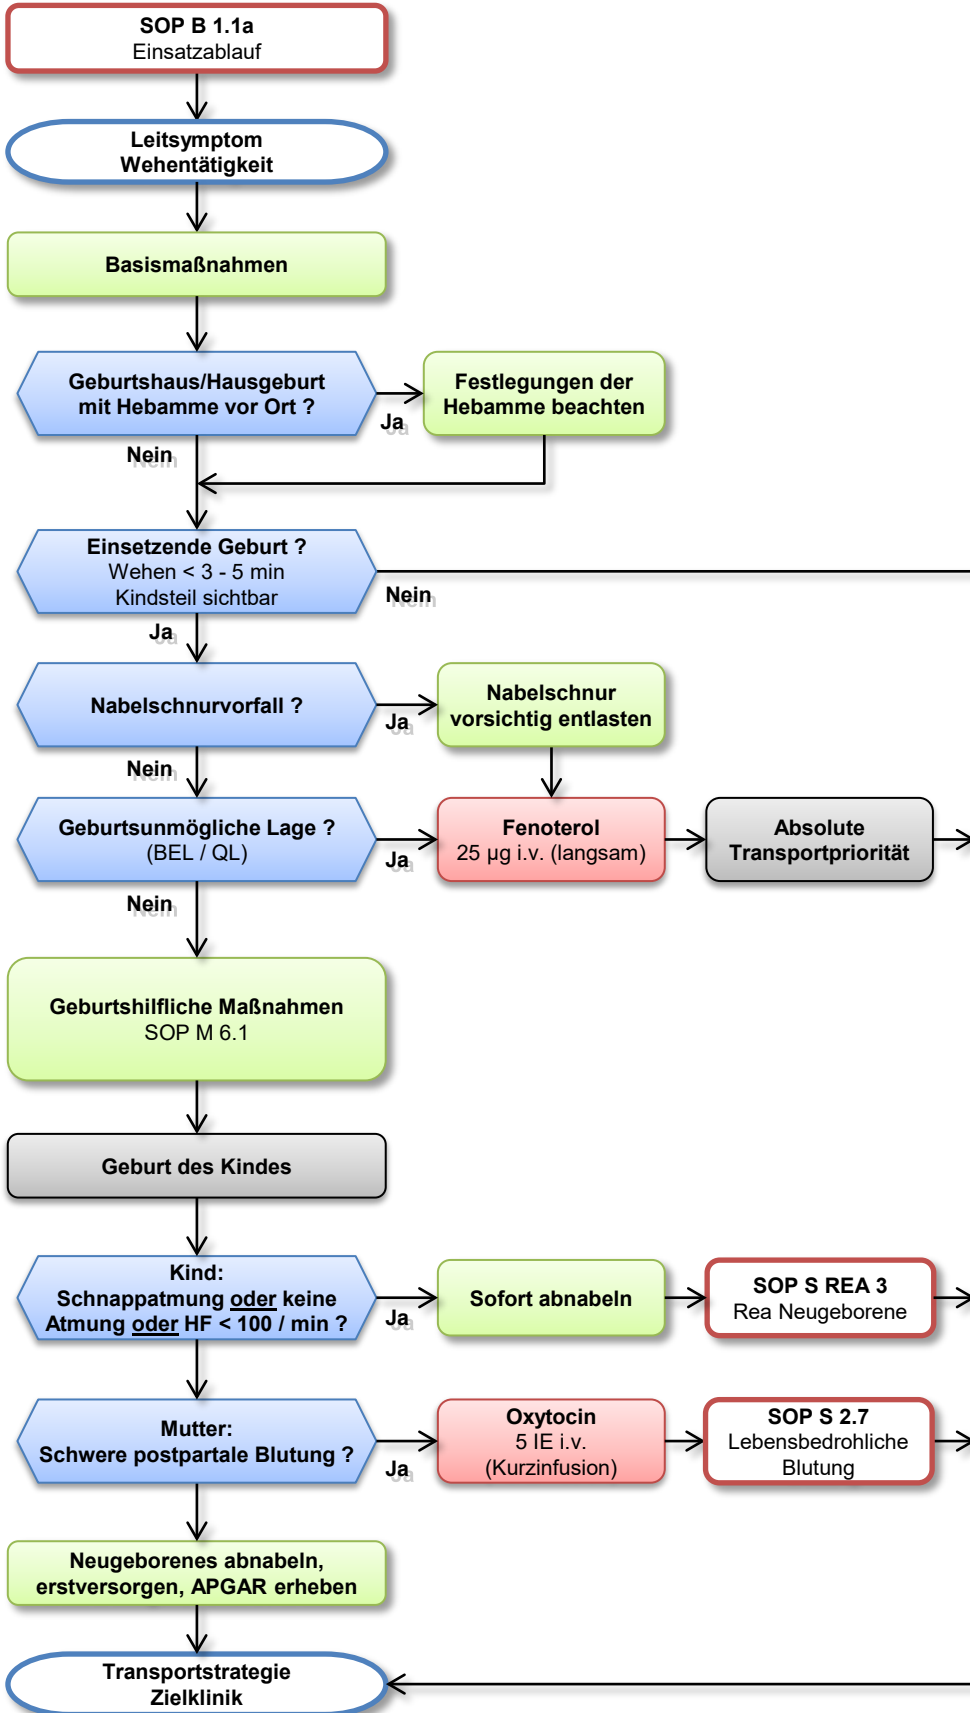 SOP B 1.1a
Einsatzablauf
Leitsymptom
Wehentätigkeit
Basismaßnahmen
Geburtshaus/Hausgeburt
mit Hebamme vor Ort ?
Ja
Festlegungen der
Hebamme beachten
Nein
Einsetzende Geburt ?
Wehen < 3 - 5 min
Kindsteil sichtbar
Nein
Ja
Nabelschnurvorfall ?
Ja
Nabelschnur
vorsichtig entlasten
Nein
Geburtsunmögliche Lage ?
(BEL / QL)
Ja
Fenoterol
25 µg i.v. (langsam)
Absolute
Transportpriorität
Nein
Geburtshilfliche Maßnahmen
SOP M 6.1
Geburt des Kindes
Kind:
Schnappatmung oder keine
Atmung oder HF < 100 / min ?
Ja
Sofort abnabeln
SOP S REA 3
Rea Neugeborene
Mutter:
Schwere postpartale Blutung ?
Ja
Oxytocin
5 IE i.v.
(Kurzinfusion)
SOP S 2.7
Lebensbedrohliche
Blutung
Neugeborenes abnabeln,
erstversorgen, APGAR erheben
Transportstrategie
Zielklinik